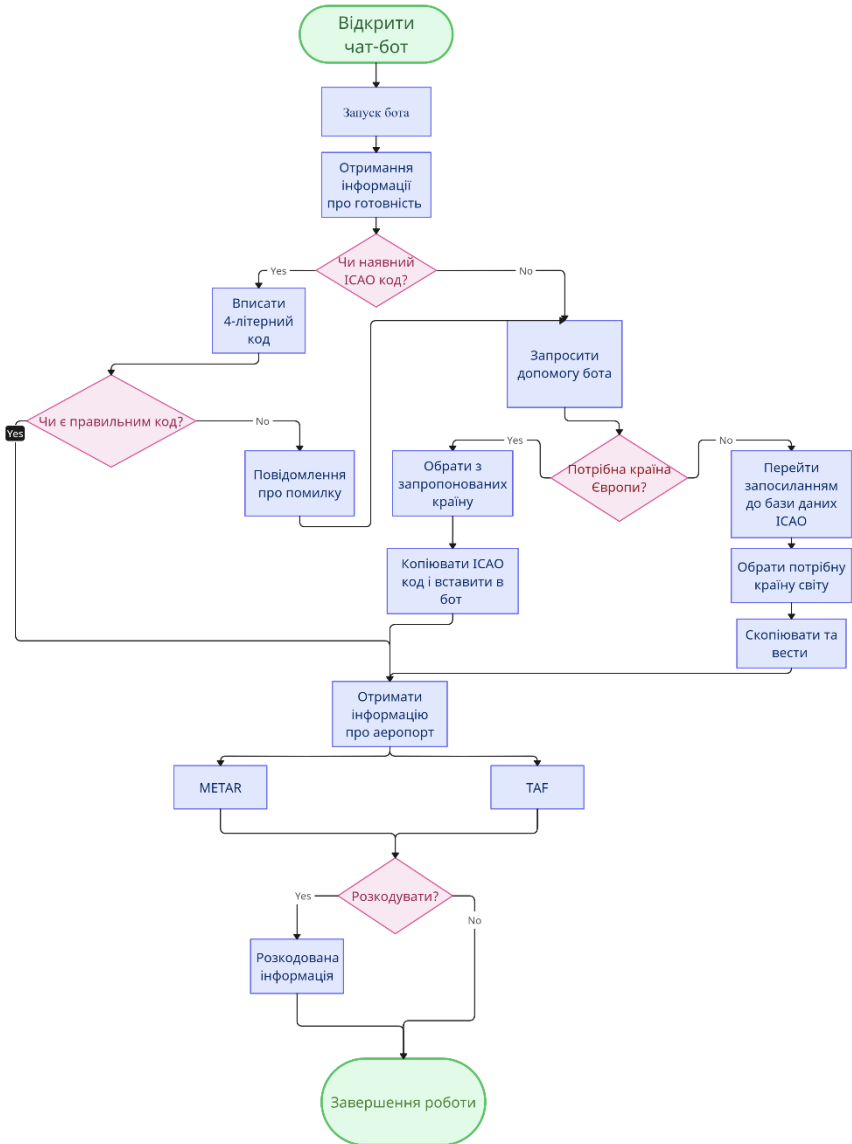 Відкрити
чат-бот
Запуск бота
Отримання
інформації
про готовність
Чи наявний
ICAO код?
Yes
No
Вписати
4-літерний
код
Запросити
допомогу бота
Чи є правильним код?
Yes
No
Повідомлення
про помилку
Потрібна країна
Європи?
Yes
No
Обрати з
запропонованих
країну
Перейти
запосиланням
до бази даних
ICAO
Копіювати ICAO
код і вставити в
бот
Обрати потрібну
країну світу
Скопіювати та
вести
Отримати
інформацію
про аеропорт
METAR
TAF
Розкодувати?
Yes
No
Розкодована
інформація
Завершення роботи